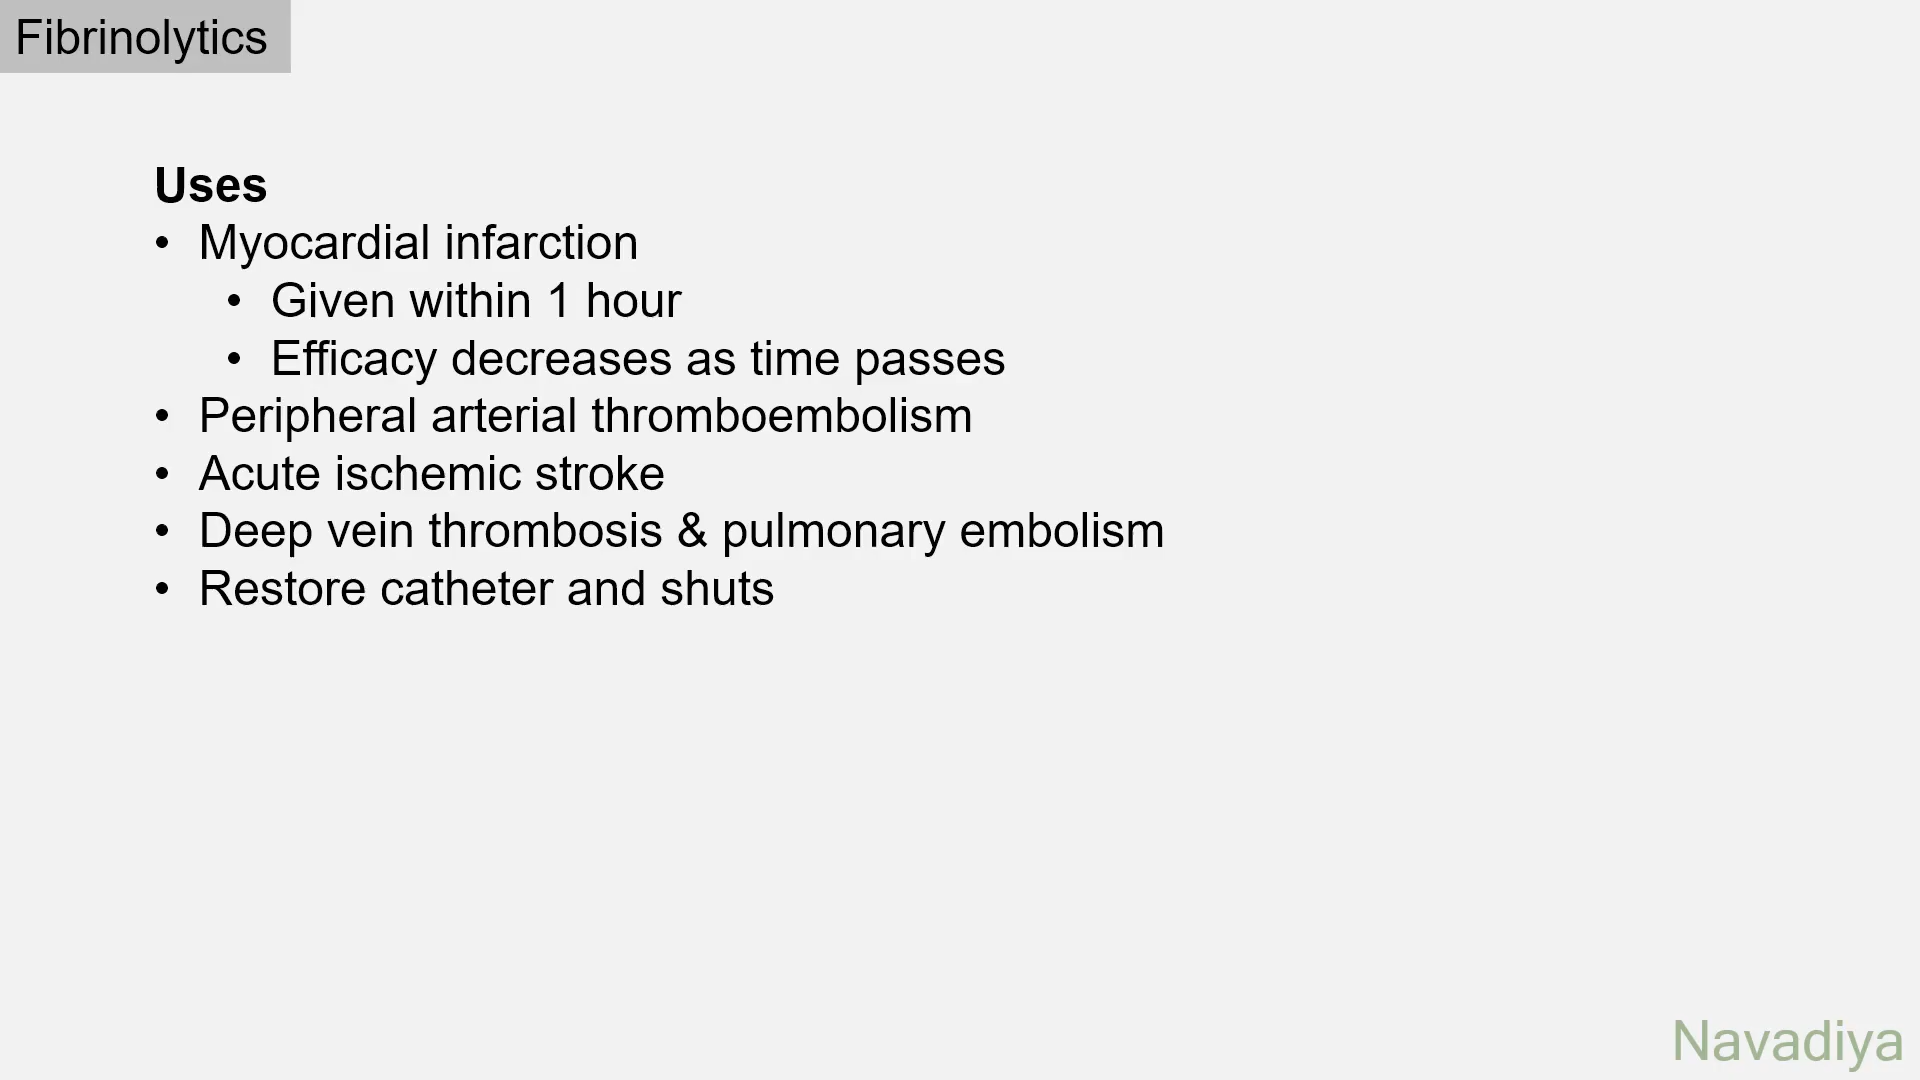 Fibrinolytics
Uses
• Myocardial infarction
• Given within 1 hour
• Efficacy decreases as time passes
• Peripheral arterial thromboembolism
• Acute ischemic stroke
• Deep vein thrombosis & pulmonary embolism
• Restore catheter and shuts
Navadiya